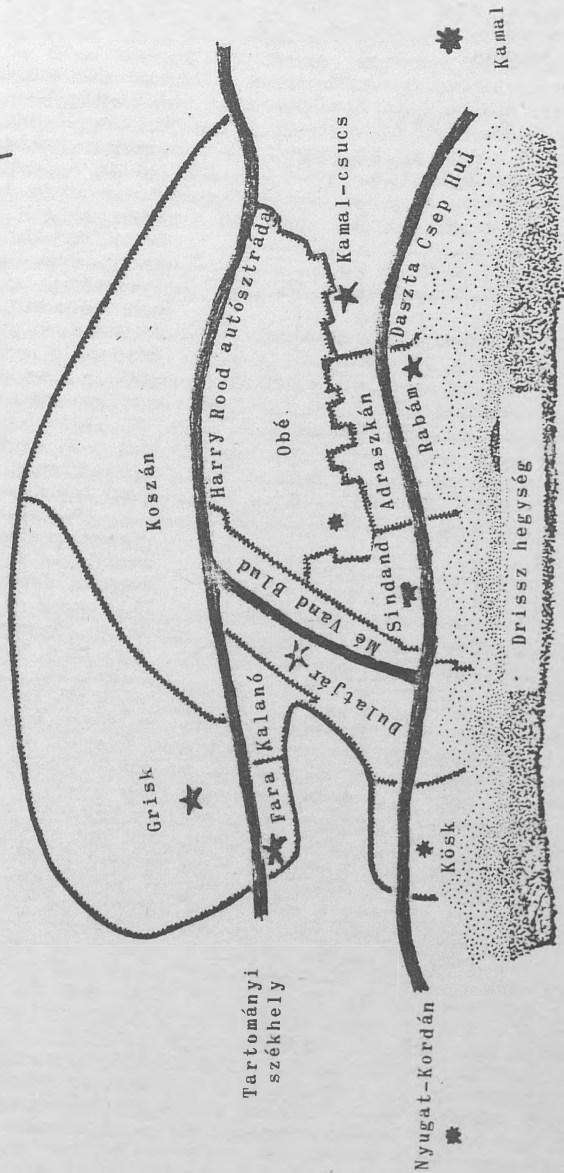 Kamal
Koszán
Grisk
Harry Rood autósztráda
Kamal-csucs
Obé
Kalanó
Fara
Mé Vand Blud
Dulatjár
Adraszkán
Sindand
Daszta Csep Huj
Rabám
Kösk
Tartományi
székhely
Nyugat-Kordán
Drissz hegység